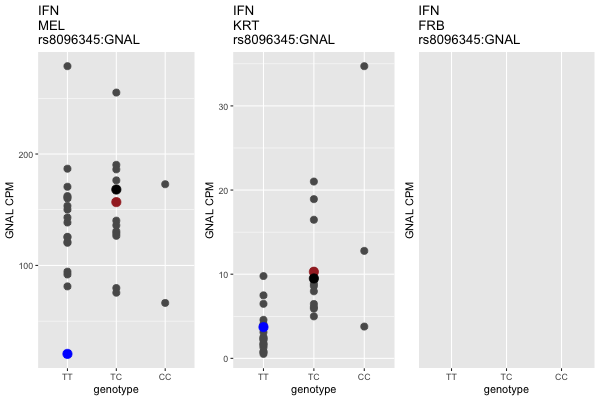 IFN
MEL
rs8096345:GNAL
GNAL CPM
200
100
TT
TC
CC
genotype
IFN
KRT
rs8096345:GNAL
GNAL CPM
30
20
10
0
TT
TC
CC
genotype
IFN
FRB
rs8096345:GNAL
GNAL CPM
TT
TC
CC
genotype